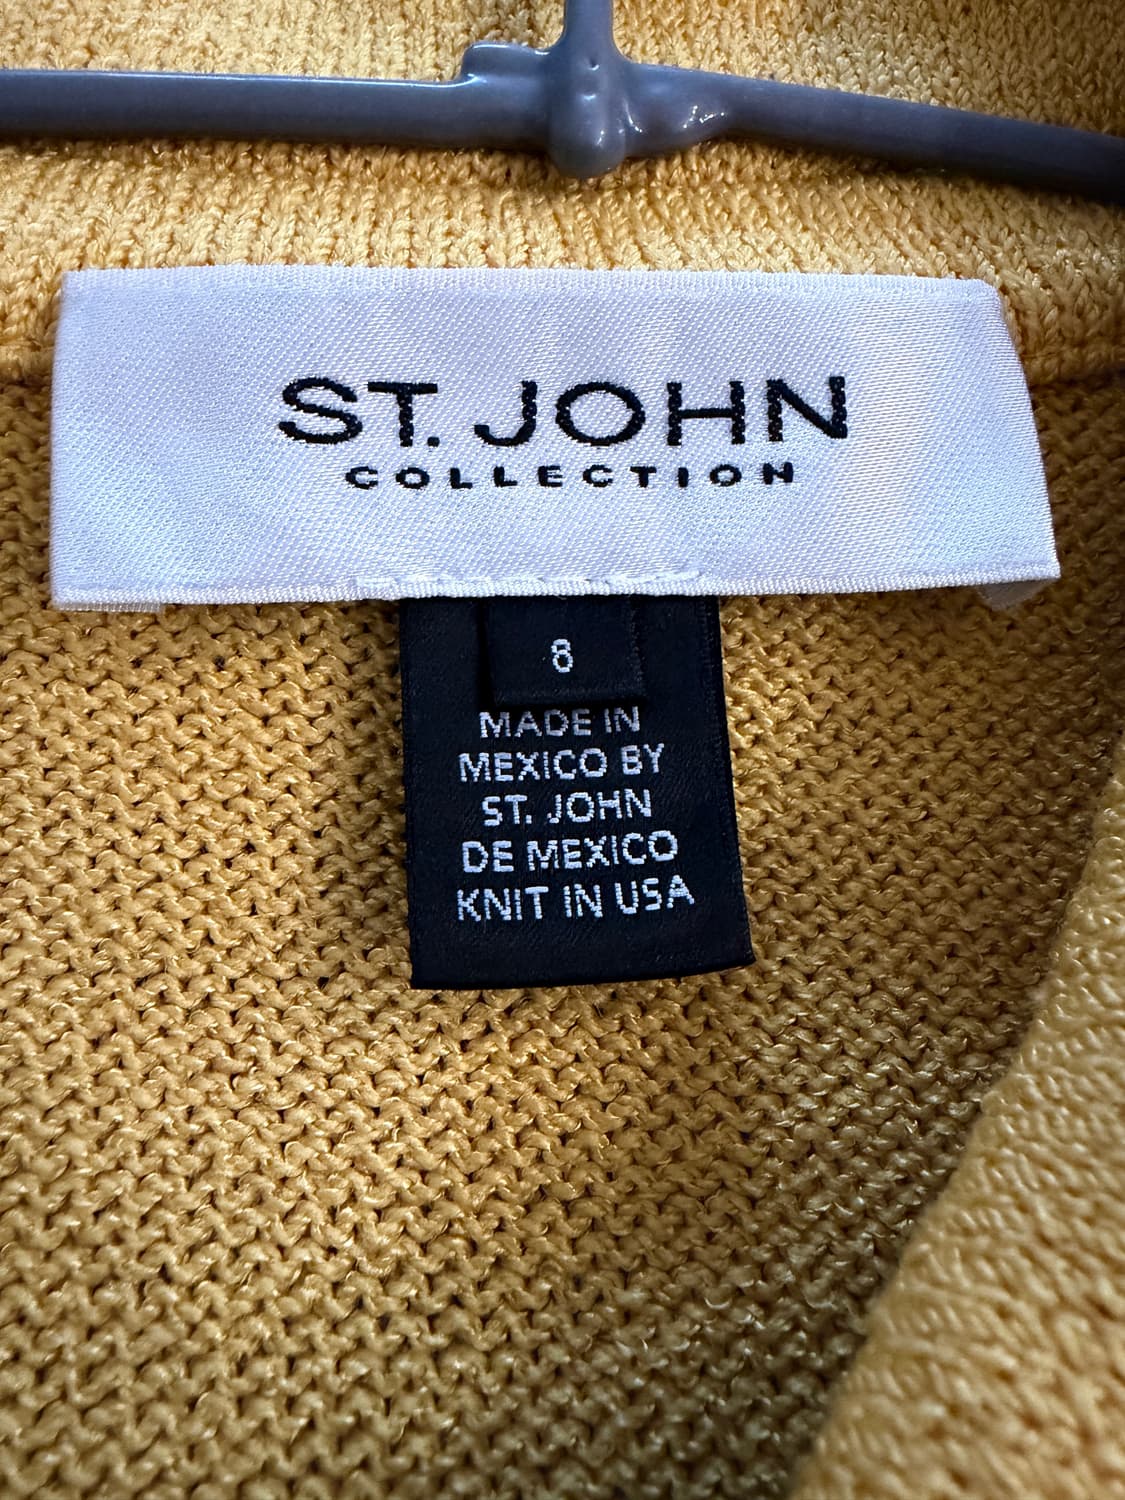 ST. JOHN
COLLECTION
8
MADE IN
MEXICO BY
ST. JOHN
DE MEXICO
KNIT IN USA